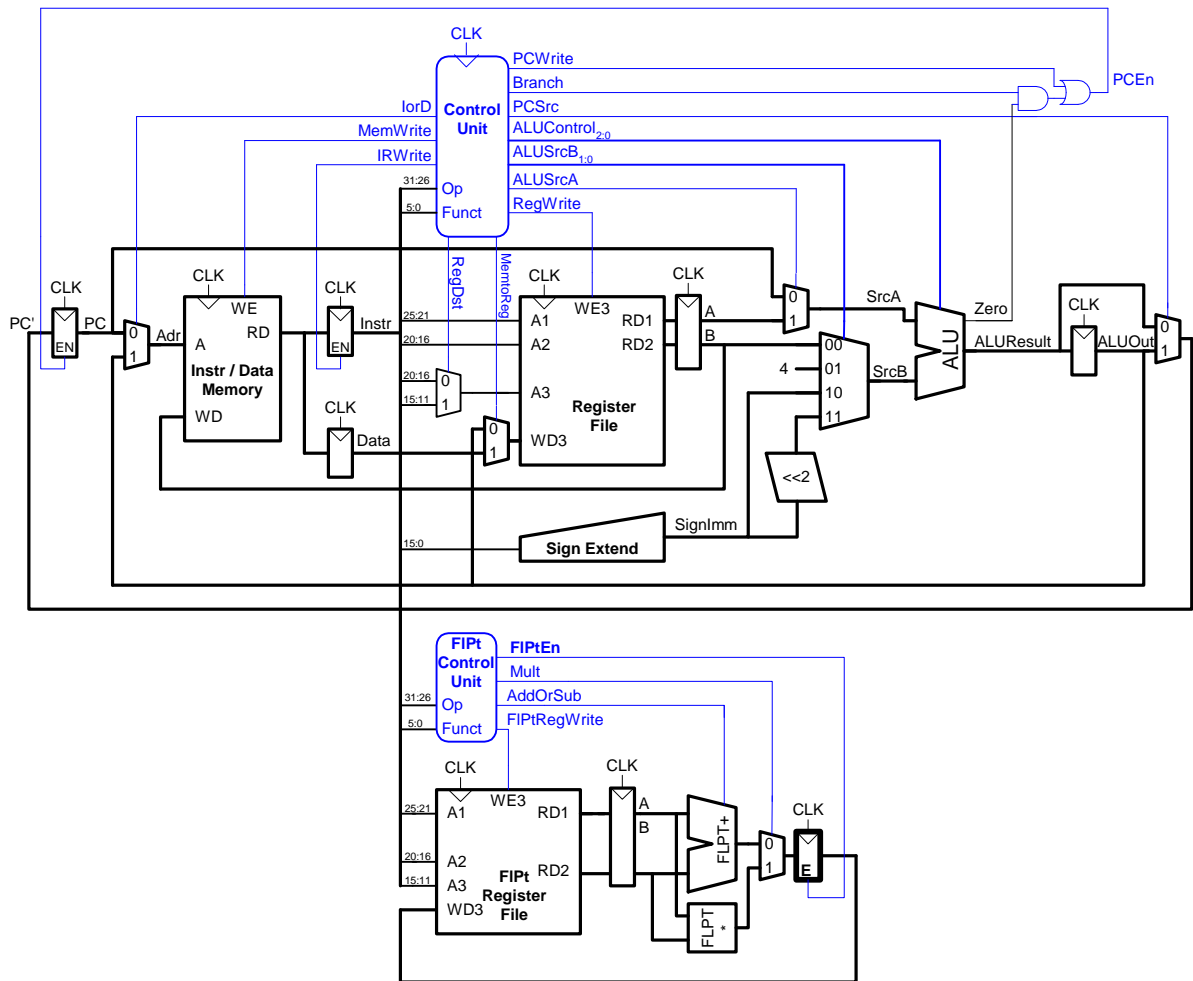 CLK
PCWrite
Branch
PCEn
IorD
Control
Unit
PCSrc
MemWrite
ALUControl2:0
IRWrite
ALUSrcB1:0
31:26
Op
ALUSrcA
5:0
Funct
RegWrite
RegDst
MemtoReg
CLK
CLK
CLK
CLK
CLK
CLK
PC'
PC
EN
0
1
Adr
WE
A
RD
Instr / Data
Memory
WD
EN
Instr
Data
CLK
25:21
20:16
20:16
15:11
0
1
0
1
A1
A2
A3
WD3
WE3
RD1
RD2
Register
File
A
B
0
1
4
00
01
10
11
SrcA
SrcB
ALU
Zero
ALUResult
ALUOut
0
1
<<2
SignImm
15:0
Sign Extend
FlPt
Control
Unit
FlPtEn
Mult
AddOrSub
31:26
Op
FlPtRegWrite
5:0
Funct
CLK
CLK
CLK
25:21
20:16
15:11
A1
A2
A3
WD3
WE3
RD1
RD2
FlPt
Register
File
A
B
FLPT+
FLPT
*
0
1
E